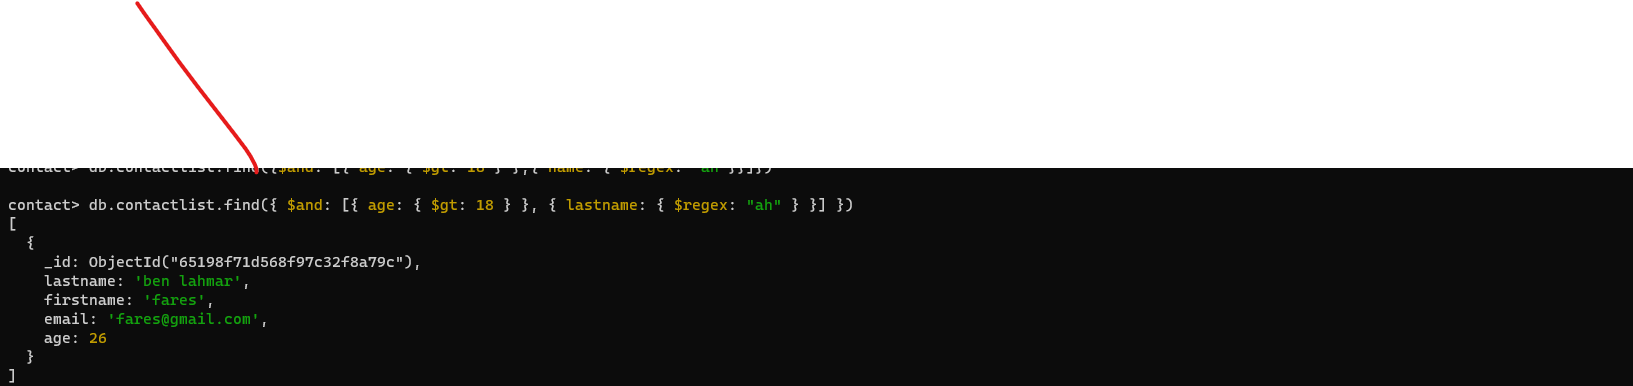 contact> db.contactlist.find({$and: [{ age: { $gt: 18 } },{ name: { $regex: "ah"}}]})
contact> db.contactlist.find({ $and: [{ age: { $gt: 18 } }, { lastname: { $regex: "ah" } }] })
[
  {
    _id: ObjectId("65198f71d568f97c32f8a79c"),
    lastname: 'ben lahmar',
    firstname: 'fares',
    email: 'fares@gmail.com',
    age: 26
  }
]